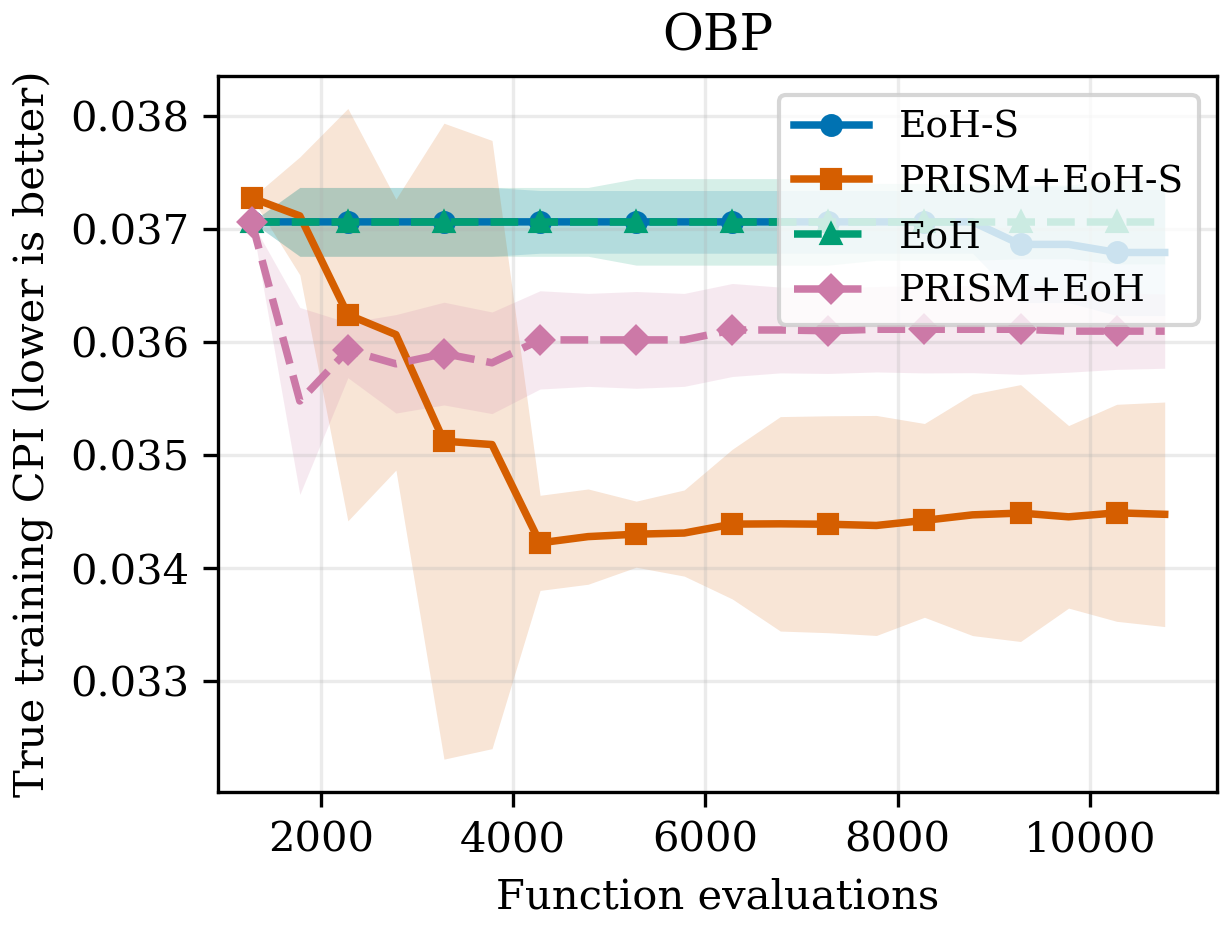 OBP
True training CPI (lower is better)
0.038
0.037
0.036
0.035
0.034
0.033
EoH-S
PRISM+EoH-S
EoH
PRISM+EoH
2000
4000
6000
8000
10000
Function evaluations